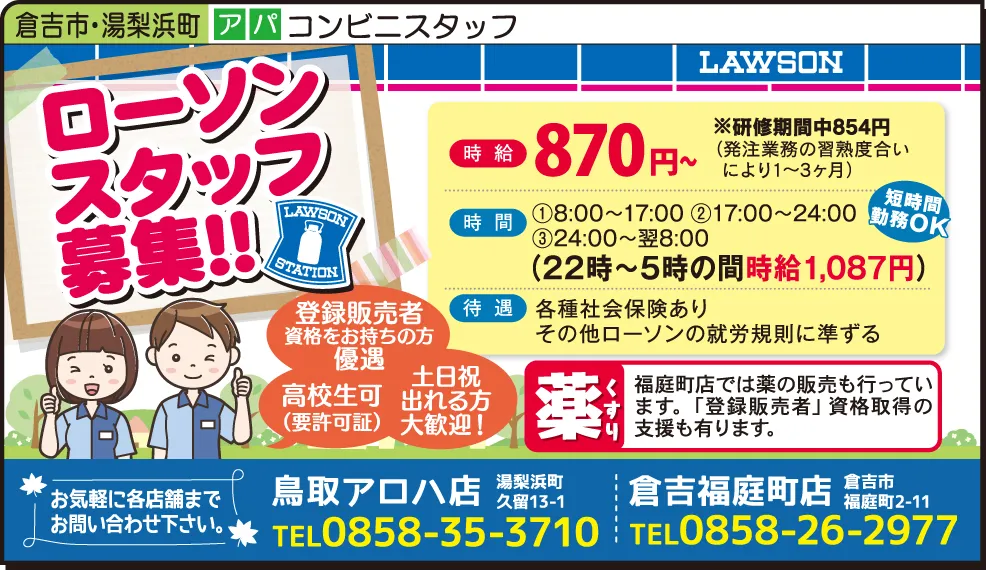 倉吉市・湯梨浜町 アパ コンビニスタッフ
LAWSON
ローソン
スタッフ
募集!!
LAWSON
STATION
時給 870円~
※研修期間中854円
(発注業務の習熟度合い
により1〜3ヶ月)
時間 ①8:00〜17:00 ②17:00〜24:00
③24:00〜翌8:00
(22時〜5時の間時給1,087円)
短時間
勤務OK
待遇 各種社会保険あり
その他ローソンの就労規則に準ずる
登録販売者
資格をお持ちの方
優遇
高校生可
(要許可証)
土日祝
出れる方
大歓迎!
薬 くすり
福庭町店では薬の販売も行ってい
ます。「登録販売者」資格取得の
支援も有ります。
お気軽に各店舗まで
お問い合わせ下さい。
鳥取アロハ店 湯梨浜町
久留13-1
TEL0858-35-3710
倉吉福庭町店 倉吉市
福庭町2-11
TEL0858-26-2977